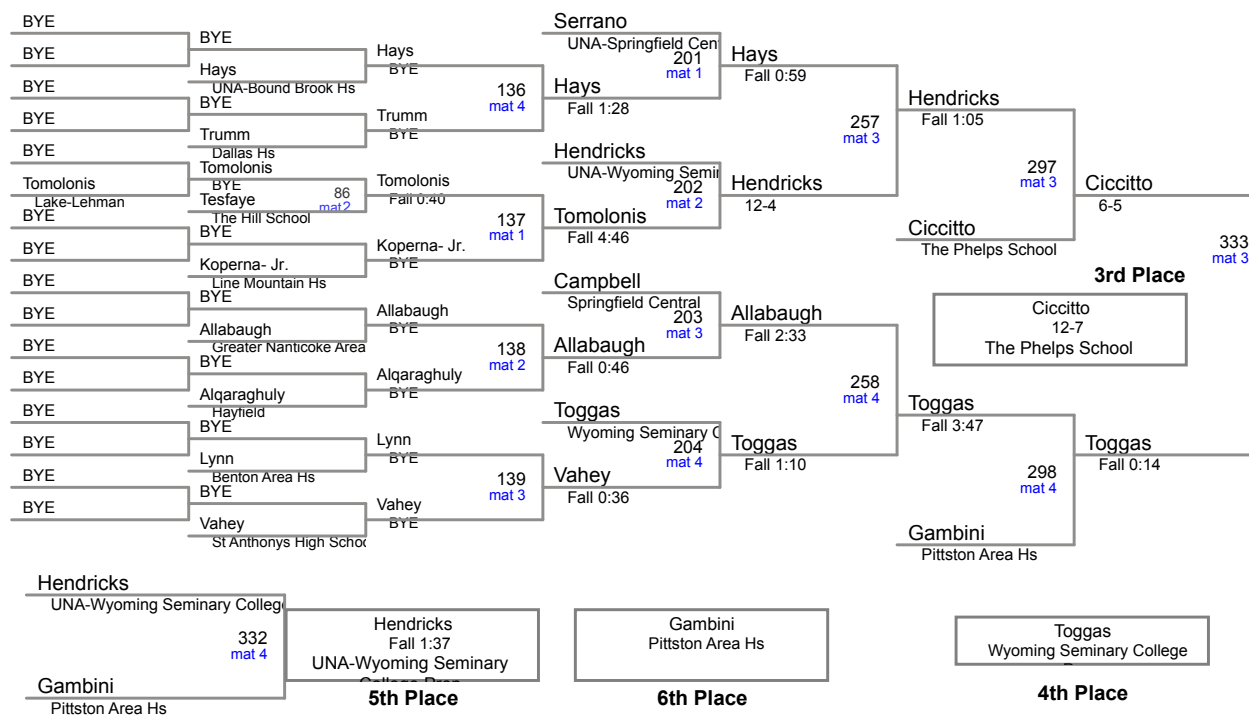 BYE
BYE
BYE
BYE
BYE
Tomolonis
Lake-Lehman
BYE
BYE
BYE
BYE
BYE
BYE
BYE
BYE
BYE
BYE
BYE
Hays
UNA-Bound Brook Hs
BYE
Trumm
Dallas Hs
Tomolonis
BYE
Tesfaye
The Hill School
86
mat 2
BYE
Koperna- Jr.
Line Mountain Hs
BYE
Allabaugh
Greater Nanticoke Area
BYE
Alqaraghuly
Hayfield
BYE
Lynn
Benton Area Hs
BYE
Vahey
St Anthonys High Schoo
Hays
BYE
136
mat 4
Trumm
BYE
Tomolonis
Fall 0:40
137
mat 1
Koperna- Jr.
BYE
Allabaugh
BYE
138
mat 2
Alqaraghuly
BYE
Lynn
BYE
139
mat 3
Vahey
BYE
Serrano
UNA-Springfield Cen
201
mat 1
Hays
Fall 1:28
Hendricks
UNA-Wyoming Semin
202
mat 2
Tomolonis
Fall 4:46
Campbell
Springfield Central
203
mat 3
Allabaugh
Fall 0:46
Toggas
Wyoming Seminary C
204
mat 4
Vahey
Fall 0:36
Hays
Fall 0:59
257
mat 3
Hendricks
12-4
Allabaugh
Fall 2:33
258
mat 4
Toggas
Fall 1:10
Hendricks
Fall 1:05
297
mat 3
Ciccitto
The Phelps School
Toggas
Fall 3:47
298
mat 4
Gambini
Pittston Area Hs
Ciccitto
6-5
333
mat 3
3rd Place
Ciccitto
12-7
The Phelps School
Toggas
Fall 0:14
Hendricks
UNA-Wyoming Seminary College
332
mat 4
Gambini
Pittston Area Hs
Hendricks
Fall 1:37
UNA-Wyoming Seminary
College Prep
5th Place
Gambini
Pittston Area Hs
6th Place
Toggas
Wyoming Seminary College
4th Place